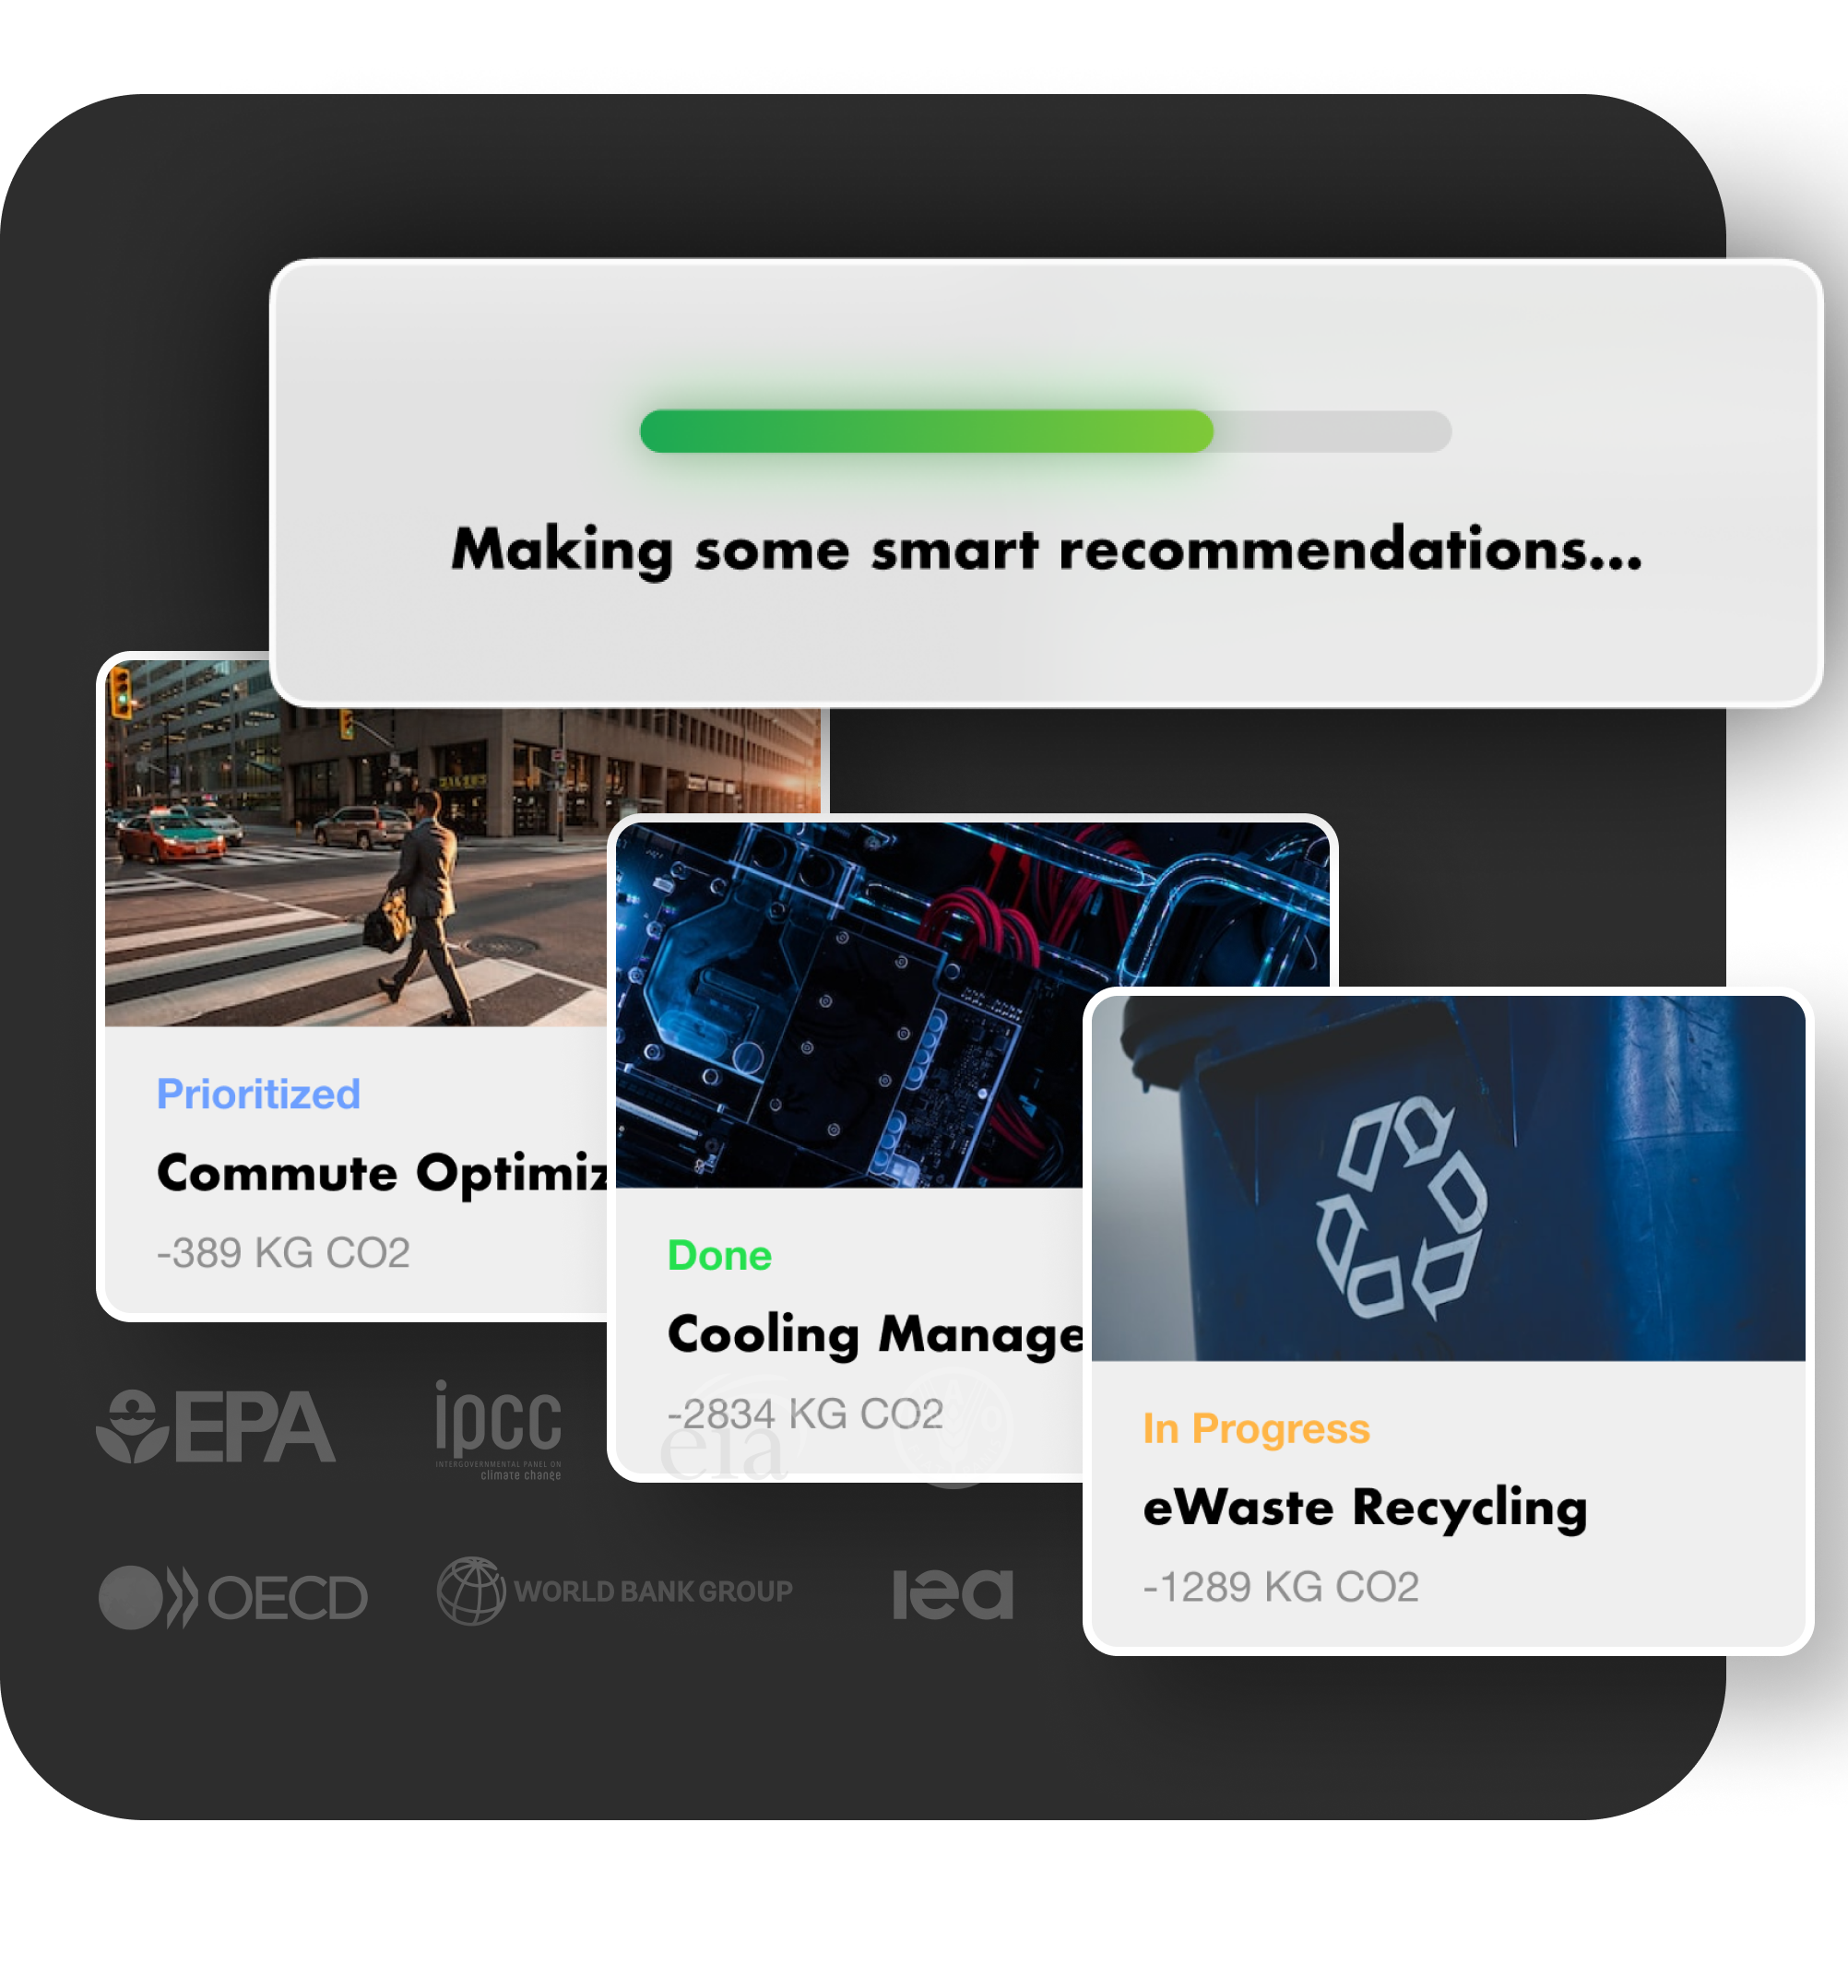 Making some smart recommendations...
Prioritized
Commute Optimiz
-389 KG CO2
Done
Cooling Manage
-2834 KG CO2
In Progress
eWaste Recycling
-1289 KG CO2
EPA
ipcc
INTERGOVERNMENTAL PANEL ON
climate change
eia
OECD
WORLD BANK GROUP
iea